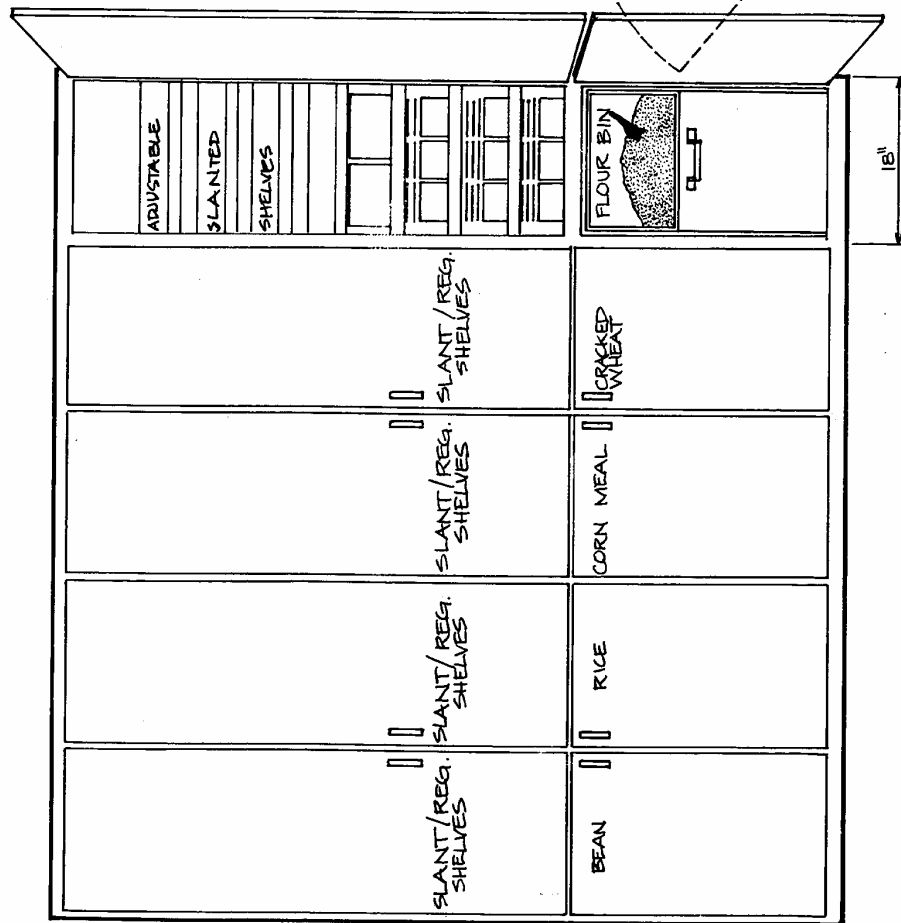 ADJUSTABLE
SLANTED
SHELVES
SLANT/REG.
SHELVES
SLANT/REG.
SHELVES
SLANT/REG.
SHELVES
SLANT/REG.
SHELVES
BEAN
RICE
CORN MEAL
CRACKED
WHEAT
FLOUR BIN
18"